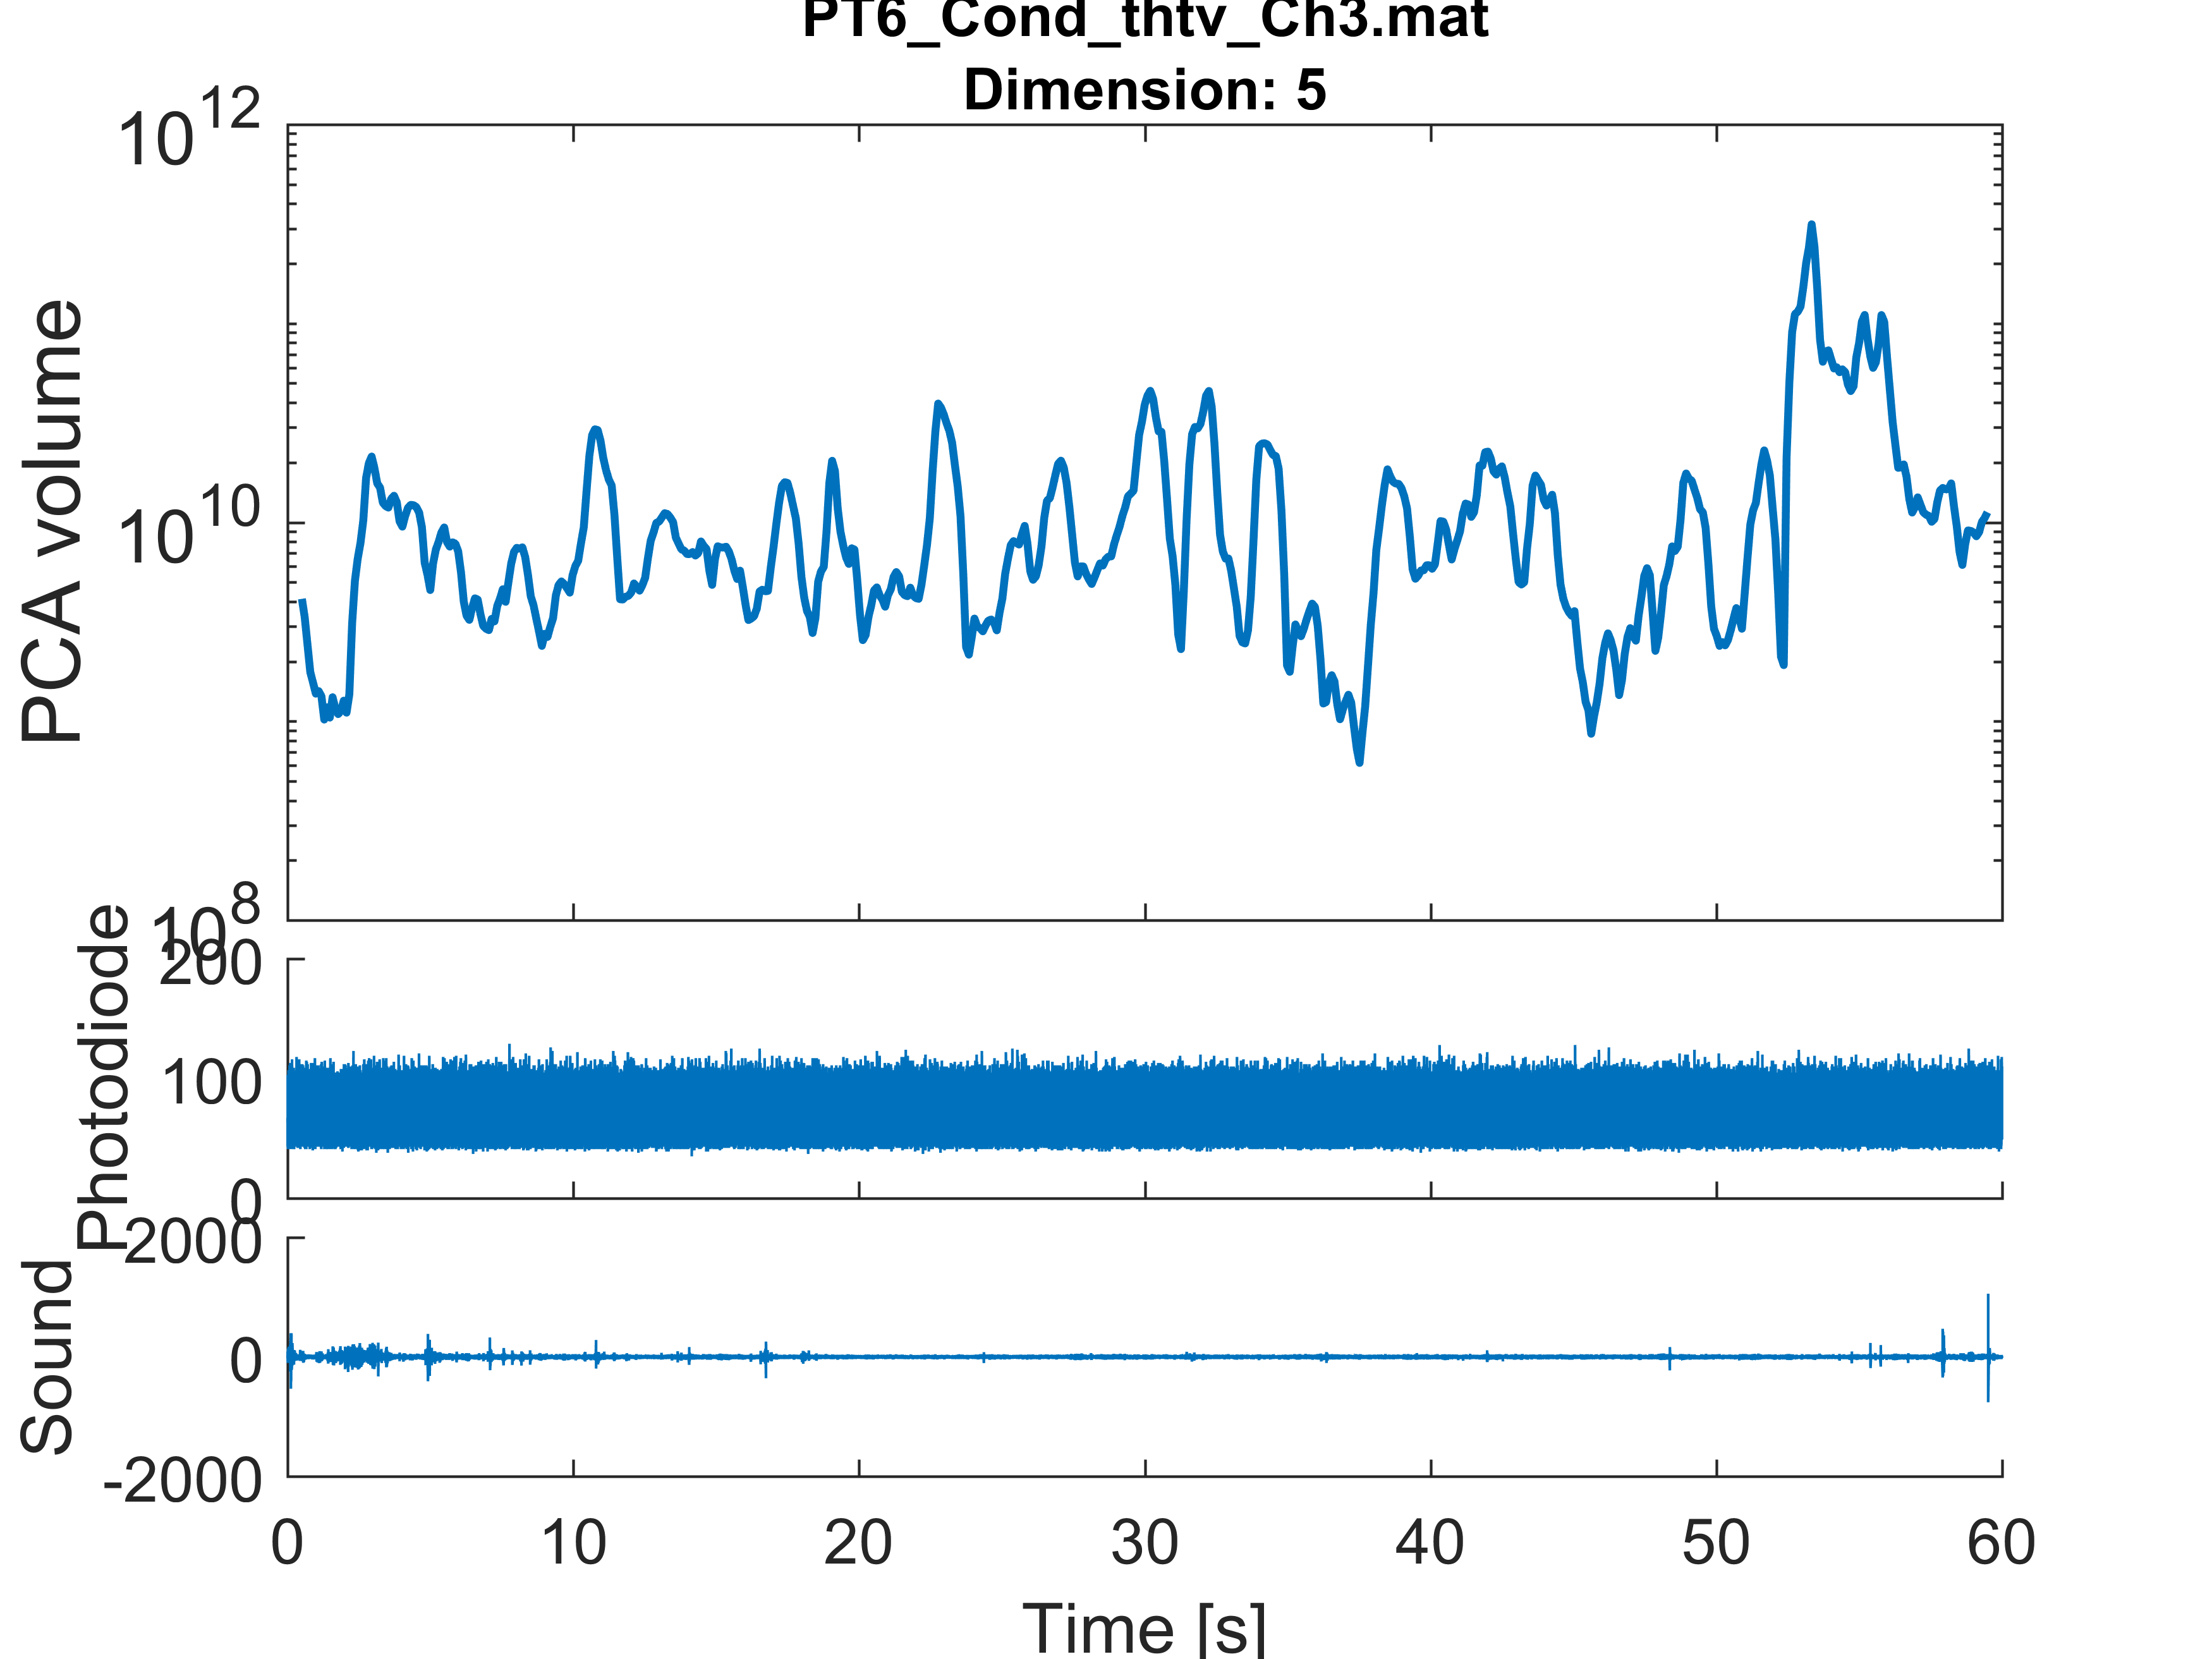 PT6_Cond_thtv_Ch3.mat
Dimension: 5
PCA volume
10^12
10^10
10^8
Photodiode
200
100
0
Sound
2000
0
-2000
0 10 20 30 40 50 60
Time [s]